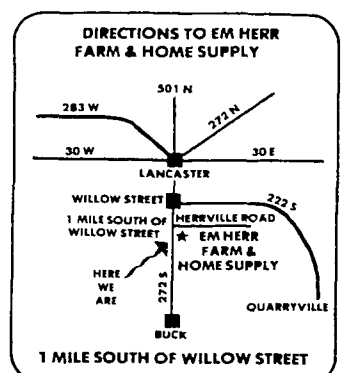 DIRECTIONS TO EM HERR
FARM & HOME SUPPLY
501 N
283 W
272 N
30 W
30 E
LANCASTER
WILLOW STREET
222 S
1 MILE SOUTH OF
WILLOW STREET
HERRVILLE ROAD
EM HERR
FARM &
HOME SUPPLY
HERE
WE
ARE
272 S
QUARRYVILLE
BUCK
1 MILE SOUTH OF WILLOW STREET